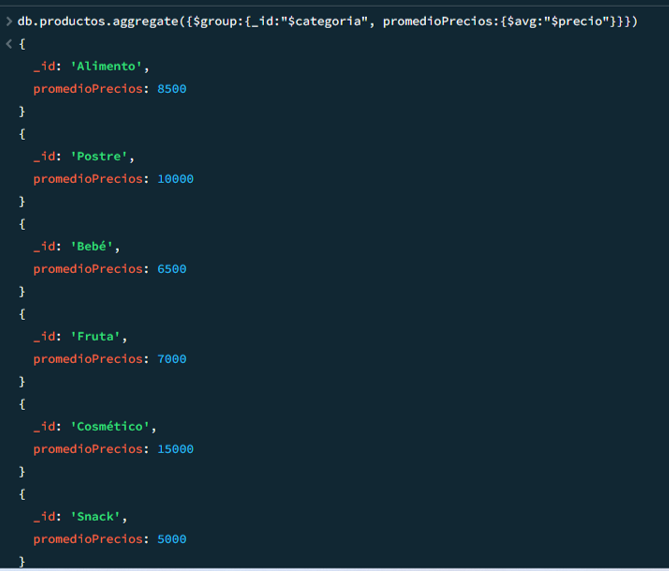 > db.productos.aggregate({$group:{_id:"$categoria", promedioPrecios:{$avg:"$precio"}}})
< {
_id: 'Alimento',
promedioPrecios: 8500
}
{
_id: 'Postre',
promedioPrecios: 10000
}
{
_id: 'Bebé',
promedioPrecios: 6500
}
{
_id: 'Fruta',
promedioPrecios: 7000
}
{
_id: 'Cosmético',
promedioPrecios: 15000
}
{
_id: 'Snack',
promedioPrecios: 5000
}